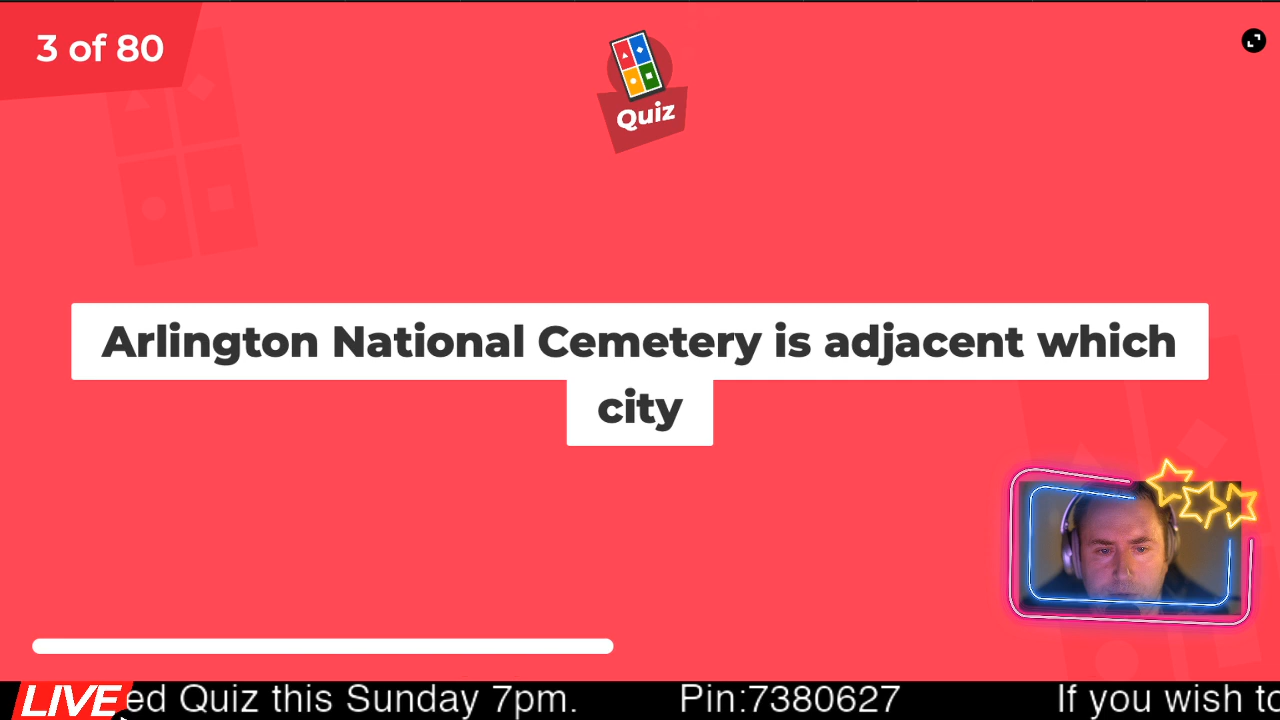 3 of 80
Quiz
Arlington National Cemetery is adjacent which
city
LIVE ed Quiz this Sunday 7pm. Pin:7380627 If you wish to